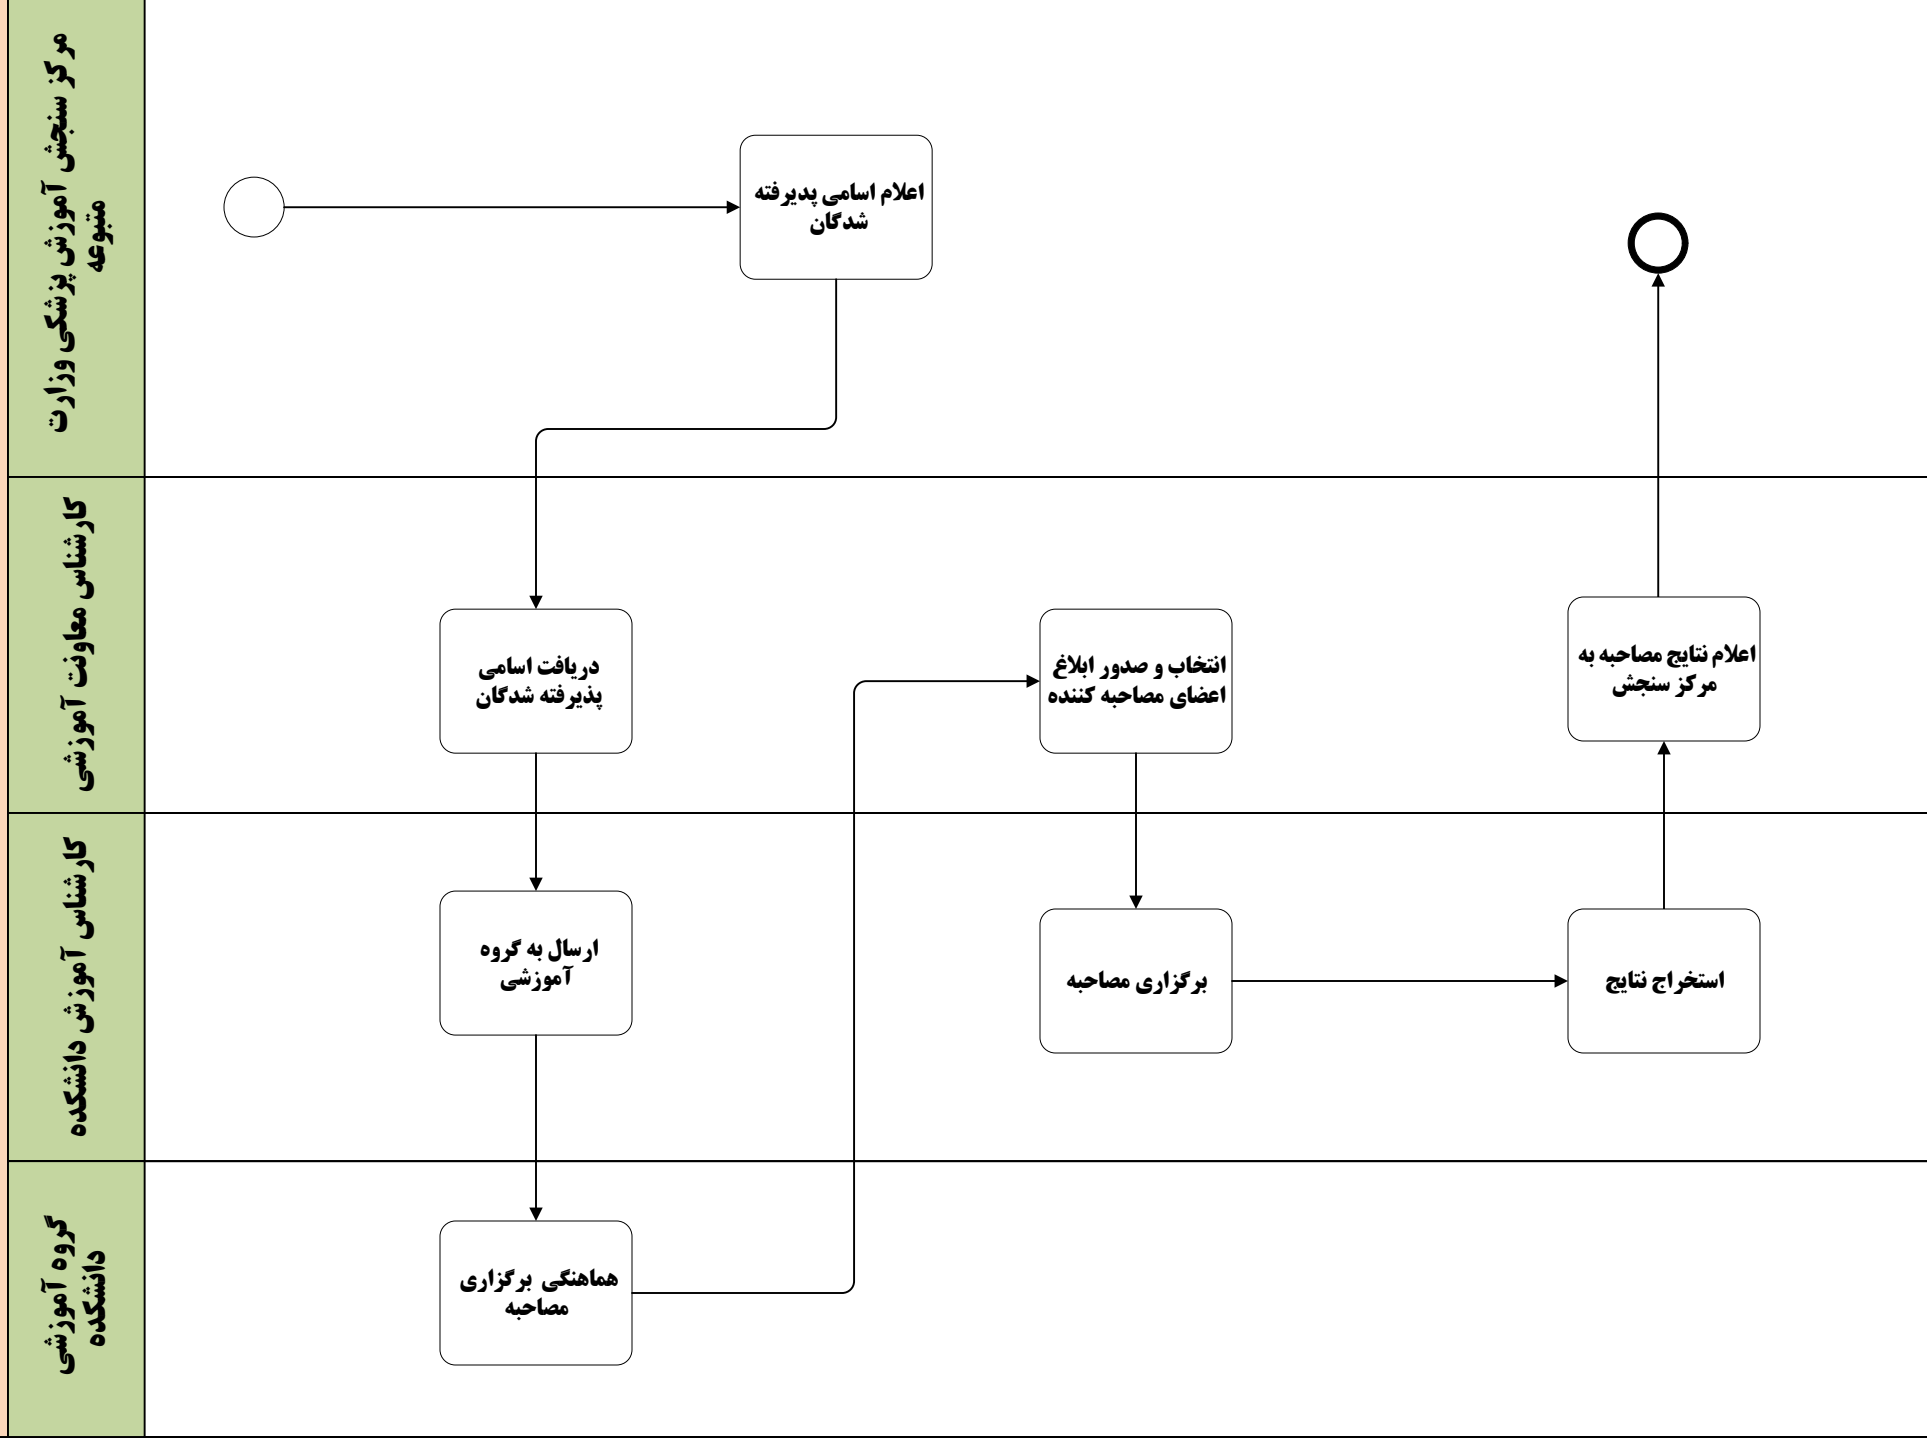 مرکز سنجش آموزش پزشکی وزارت
متبوعه
اعلام اسامی پدیرفته
شدگان
کارشناس معاونت آموزشی
دریافت اسامی
پذیرفته شدگان
انتخاب و صدور ابلاغ
اعضای مصاحبه کننده
اعلام نتایج مصاحبه به
مرکز سنجش
کارشناس آموزش دانشکده
ارسال به گروه
آموزشی
برگزاری مصاحبه
استخراج نتایج
گروه آموزشی
دانشکده
هماهنگی برگزاری
مصاحبه